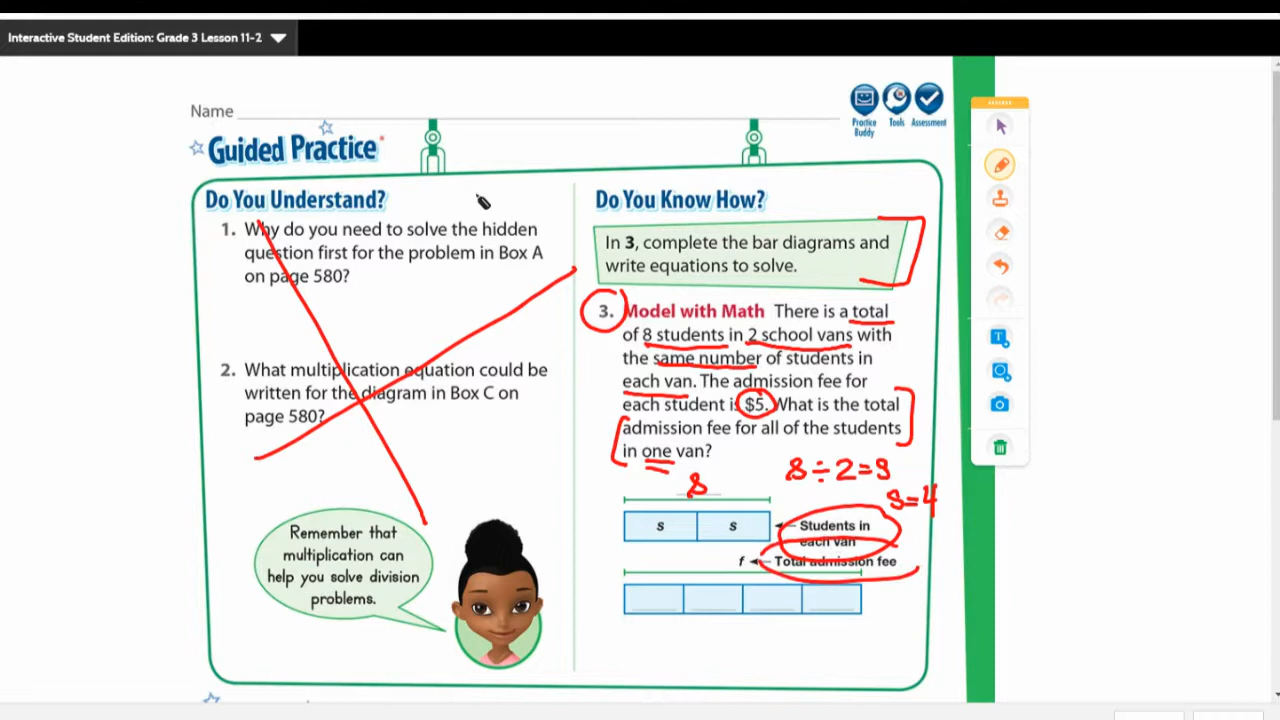 Interactive Student Edition: Grade 3 Lesson 11-2
Name
Practice Buddy
Tools
Assessment
Guided Practice*
Do You Understand?
1. Why do you need to solve the hidden
question first for the problem in Box A
on page 580?
2. What multiplication equation could be
written for the diagram in Box C on
page 580?
Remember that
multiplication can
help you solve division
problems.
Do You Know How?
In 3, complete the bar diagrams and
write equations to solve.
3. Model with Math There is a total
of 8 students in 2 school vans with
the same number of students in
each van. The admission fee for
each student is $5. What is the total
admission fee for all of the students
in one van?
8 ÷ 2 = s
s = 4
8
s s
Students in
each van
f Total admission fee